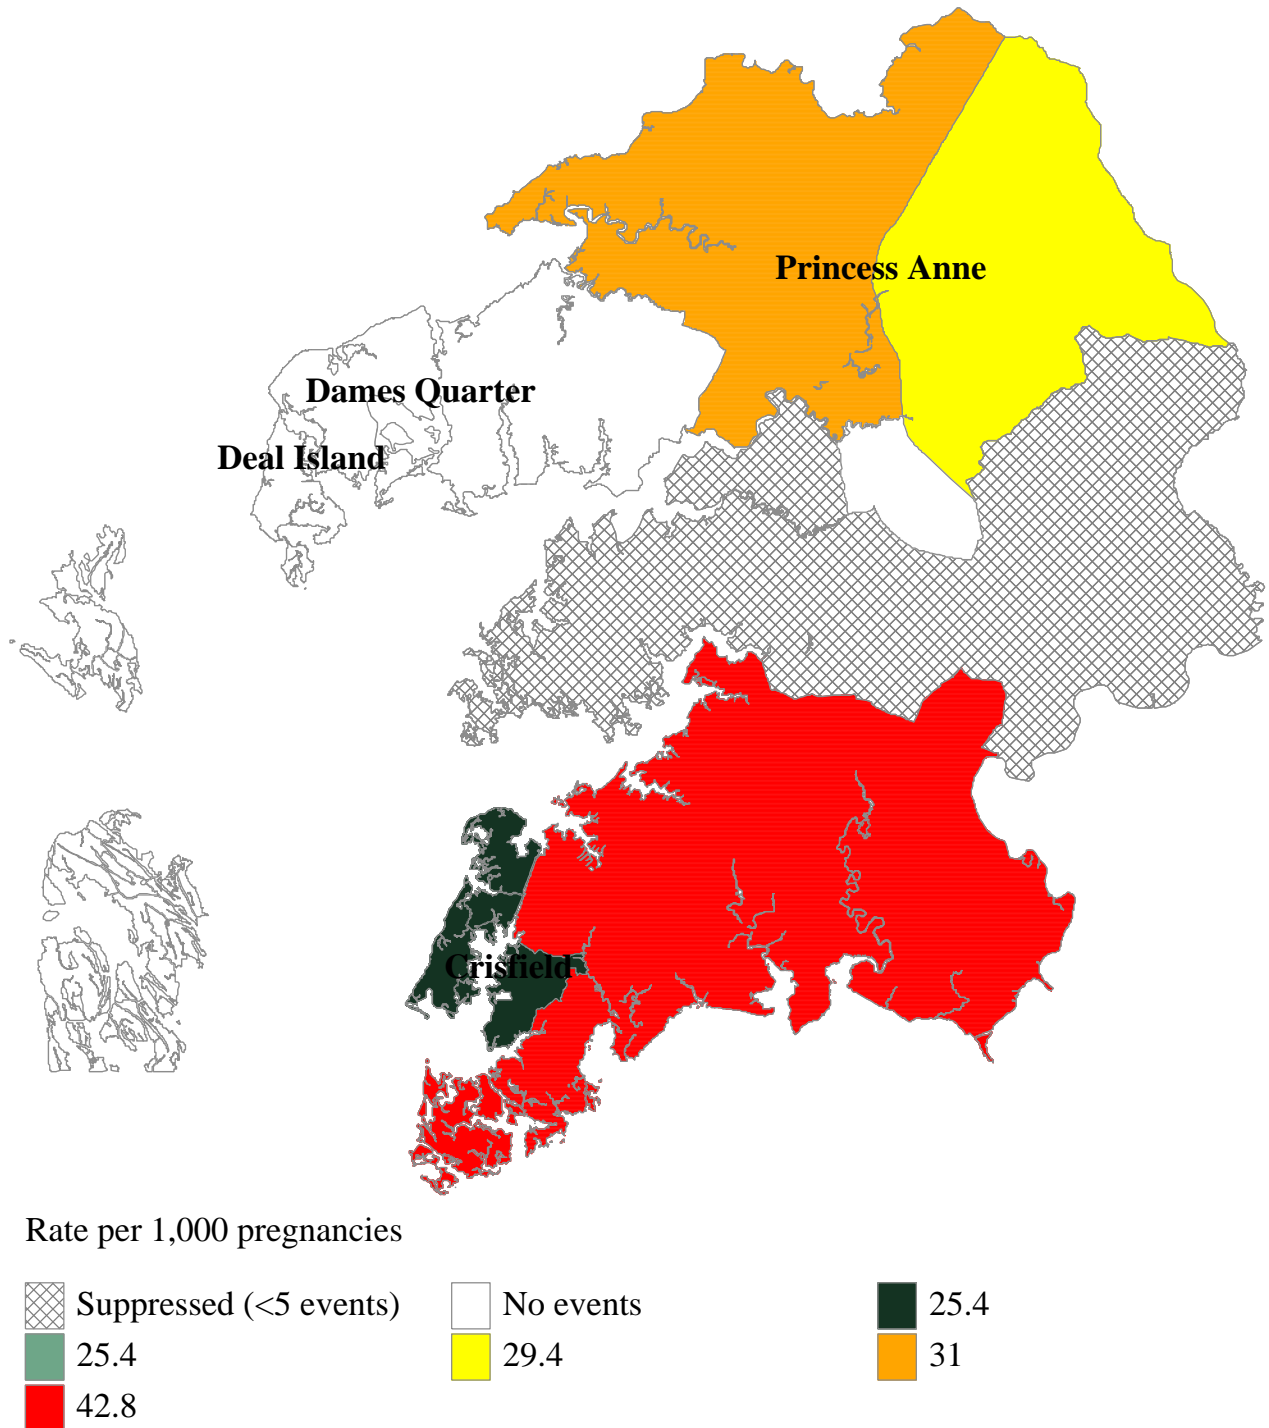 Princess Anne
Dames Quarter
Deal Island
Crisfield
Rate per 1,000 pregnancies
Suppressed (<5 events)
No events
25.4
25.4
29.4
31
42.8